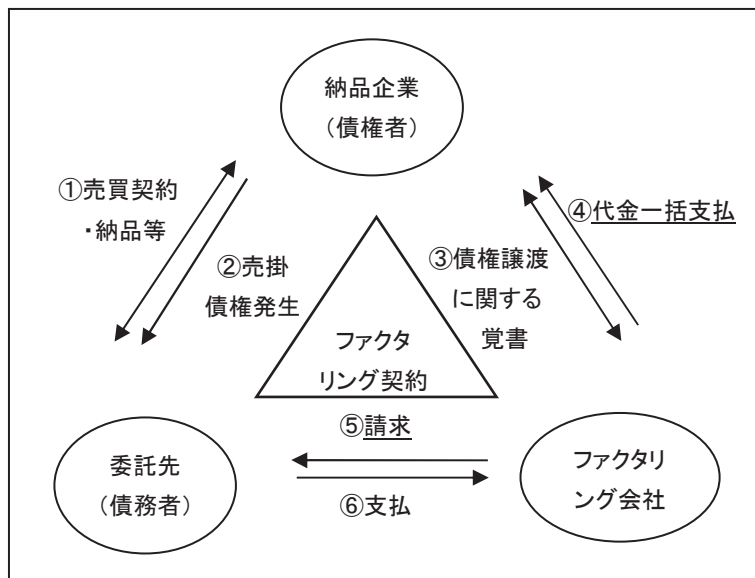 納品企業
（債権者）
①売買契約
・納品等
②売掛
債権発生
③債権譲渡
に関する
覚書
④代金一括支払
ファクタ
リング契約
⑤請求
⑥支払
委託先
（債務者）
ファクタリ
ング会社